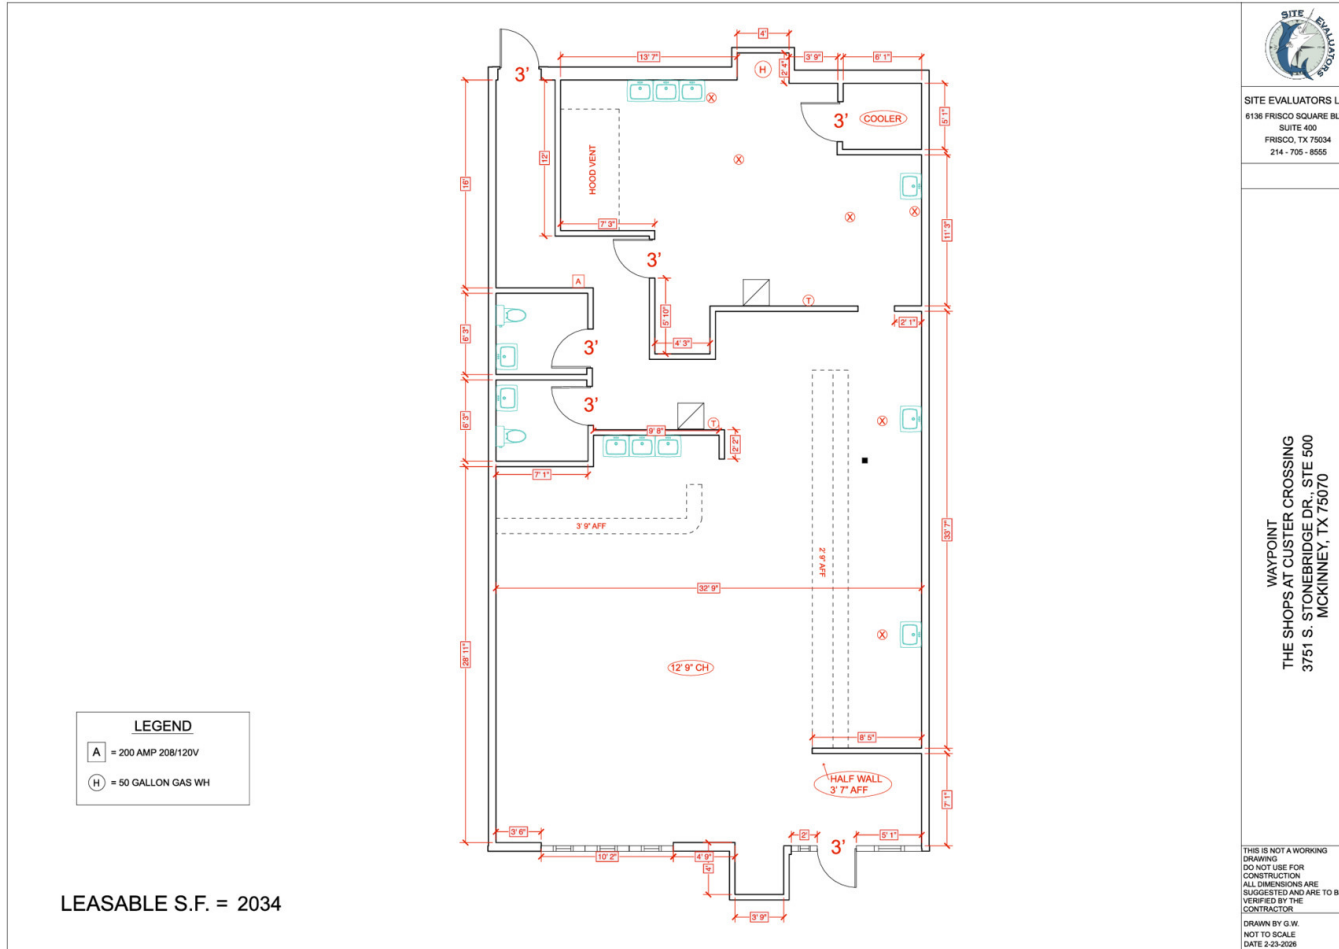 SITE EVALUATORS
SITE EVALUATORS L
6136 FRISCO SQUARE BL
SUITE 400
FRISCO, TX 75034
214 - 705 - 8555
4'
13' 7"
H
2' 4"
3' 9"
6' 1"
3'
X
3'
COOLER
5' 1"
12'
HOOD VENT
X
16'
7' 3"
X
X
11' 3"
3'
A
5' 10"
T
2' 1"
6' 3"
3'
4' 3"
3'
6' 3"
9' 8"
T
2' 2"
X
7' 1"
3' 9" AFF
2' 9" AFF
33' 7"
32' 9"
X
28' 11"
12' 9" CH
8' 5"
HALF WALL
3' 7" AFF
7' 1"
3' 6"
10' 2"
4' 9"
4'
3' 9"
2'
3'
5' 1"
LEGEND
A = 200 AMP 208/120V
H = 50 GALLON GAS WH
LEASABLE S.F. = 2034
WAYPOINT
THE SHOPS AT CUSTER CROSSING
3751 S. STONEBRIDGE DR., STE 500
MCKINNEY, TX 75070
THIS IS NOT A WORKING
DRAWING
DO NOT USE FOR
CONSTRUCTION
ALL DIMENSIONS ARE
SUGGESTED AND ARE TO B
VERIFIED BY THE
CONTRACTOR
DRAWN BY G.W.
NOT TO SCALE
DATE 2-23-2026